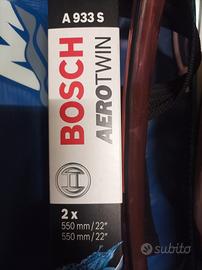 A 933 S
BOSCH
AEROTWIN
2 x
550 mm / 22"
550 mm / 22"
subito